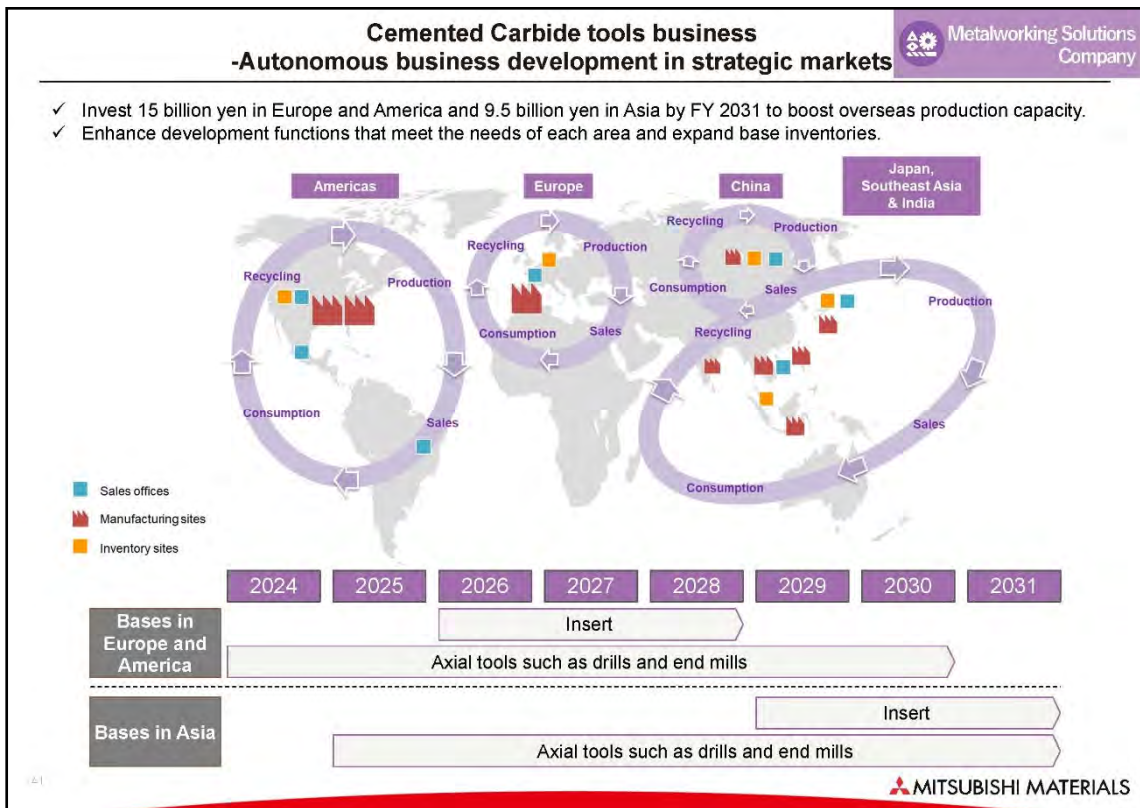 Cemented Carbide tools business
-Autonomous business development in strategic markets
Metalworking Solutions
Company
✓ Invest 15 billion yen in Europe and America and 9.5 billion yen in Asia by FY 2031 to boost overseas production capacity.
✓ Enhance development functions that meet the needs of each area and expand base inventories.
Americas
Europe
China
Japan,
Southeast Asia
& India
Recycling
Production
Consumption
Sales
Recycling
Production
Consumption
Sales
Recycling
Production
Consumption
Sales
Recycling
Production
Consumption
Sales
Sales offices
Manufacturing sites
Inventory sites
2024 2025 2026 2027 2028 2029 2030 2031
Bases in
Europe and
America
Insert
Axial tools such as drills and end mills
Bases in Asia
Insert
Axial tools such as drills and end mills
MITSUBISHI MATERIALS